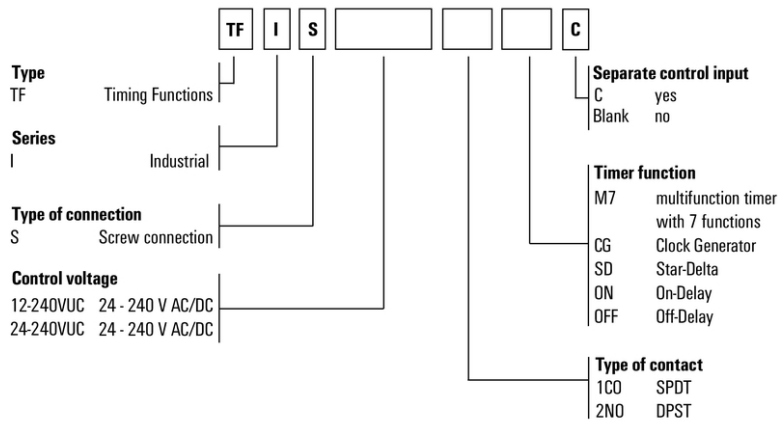 TF I S C
Type
TF Timing Functions
Series
I Industrial
Type of connection
S Screw connection
Control voltage
12-240VUC 24 - 240 V AC/DC
24-240VUC 24 - 240 V AC/DC
Separate control input
C yes
Blank no
Timer function
M7 multifunction timer
with 7 functions
CG Clock Generator
SD Star-Delta
ON On-Delay
OFF Off-Delay
Type of contact
1CO SPDT
2NO DPST